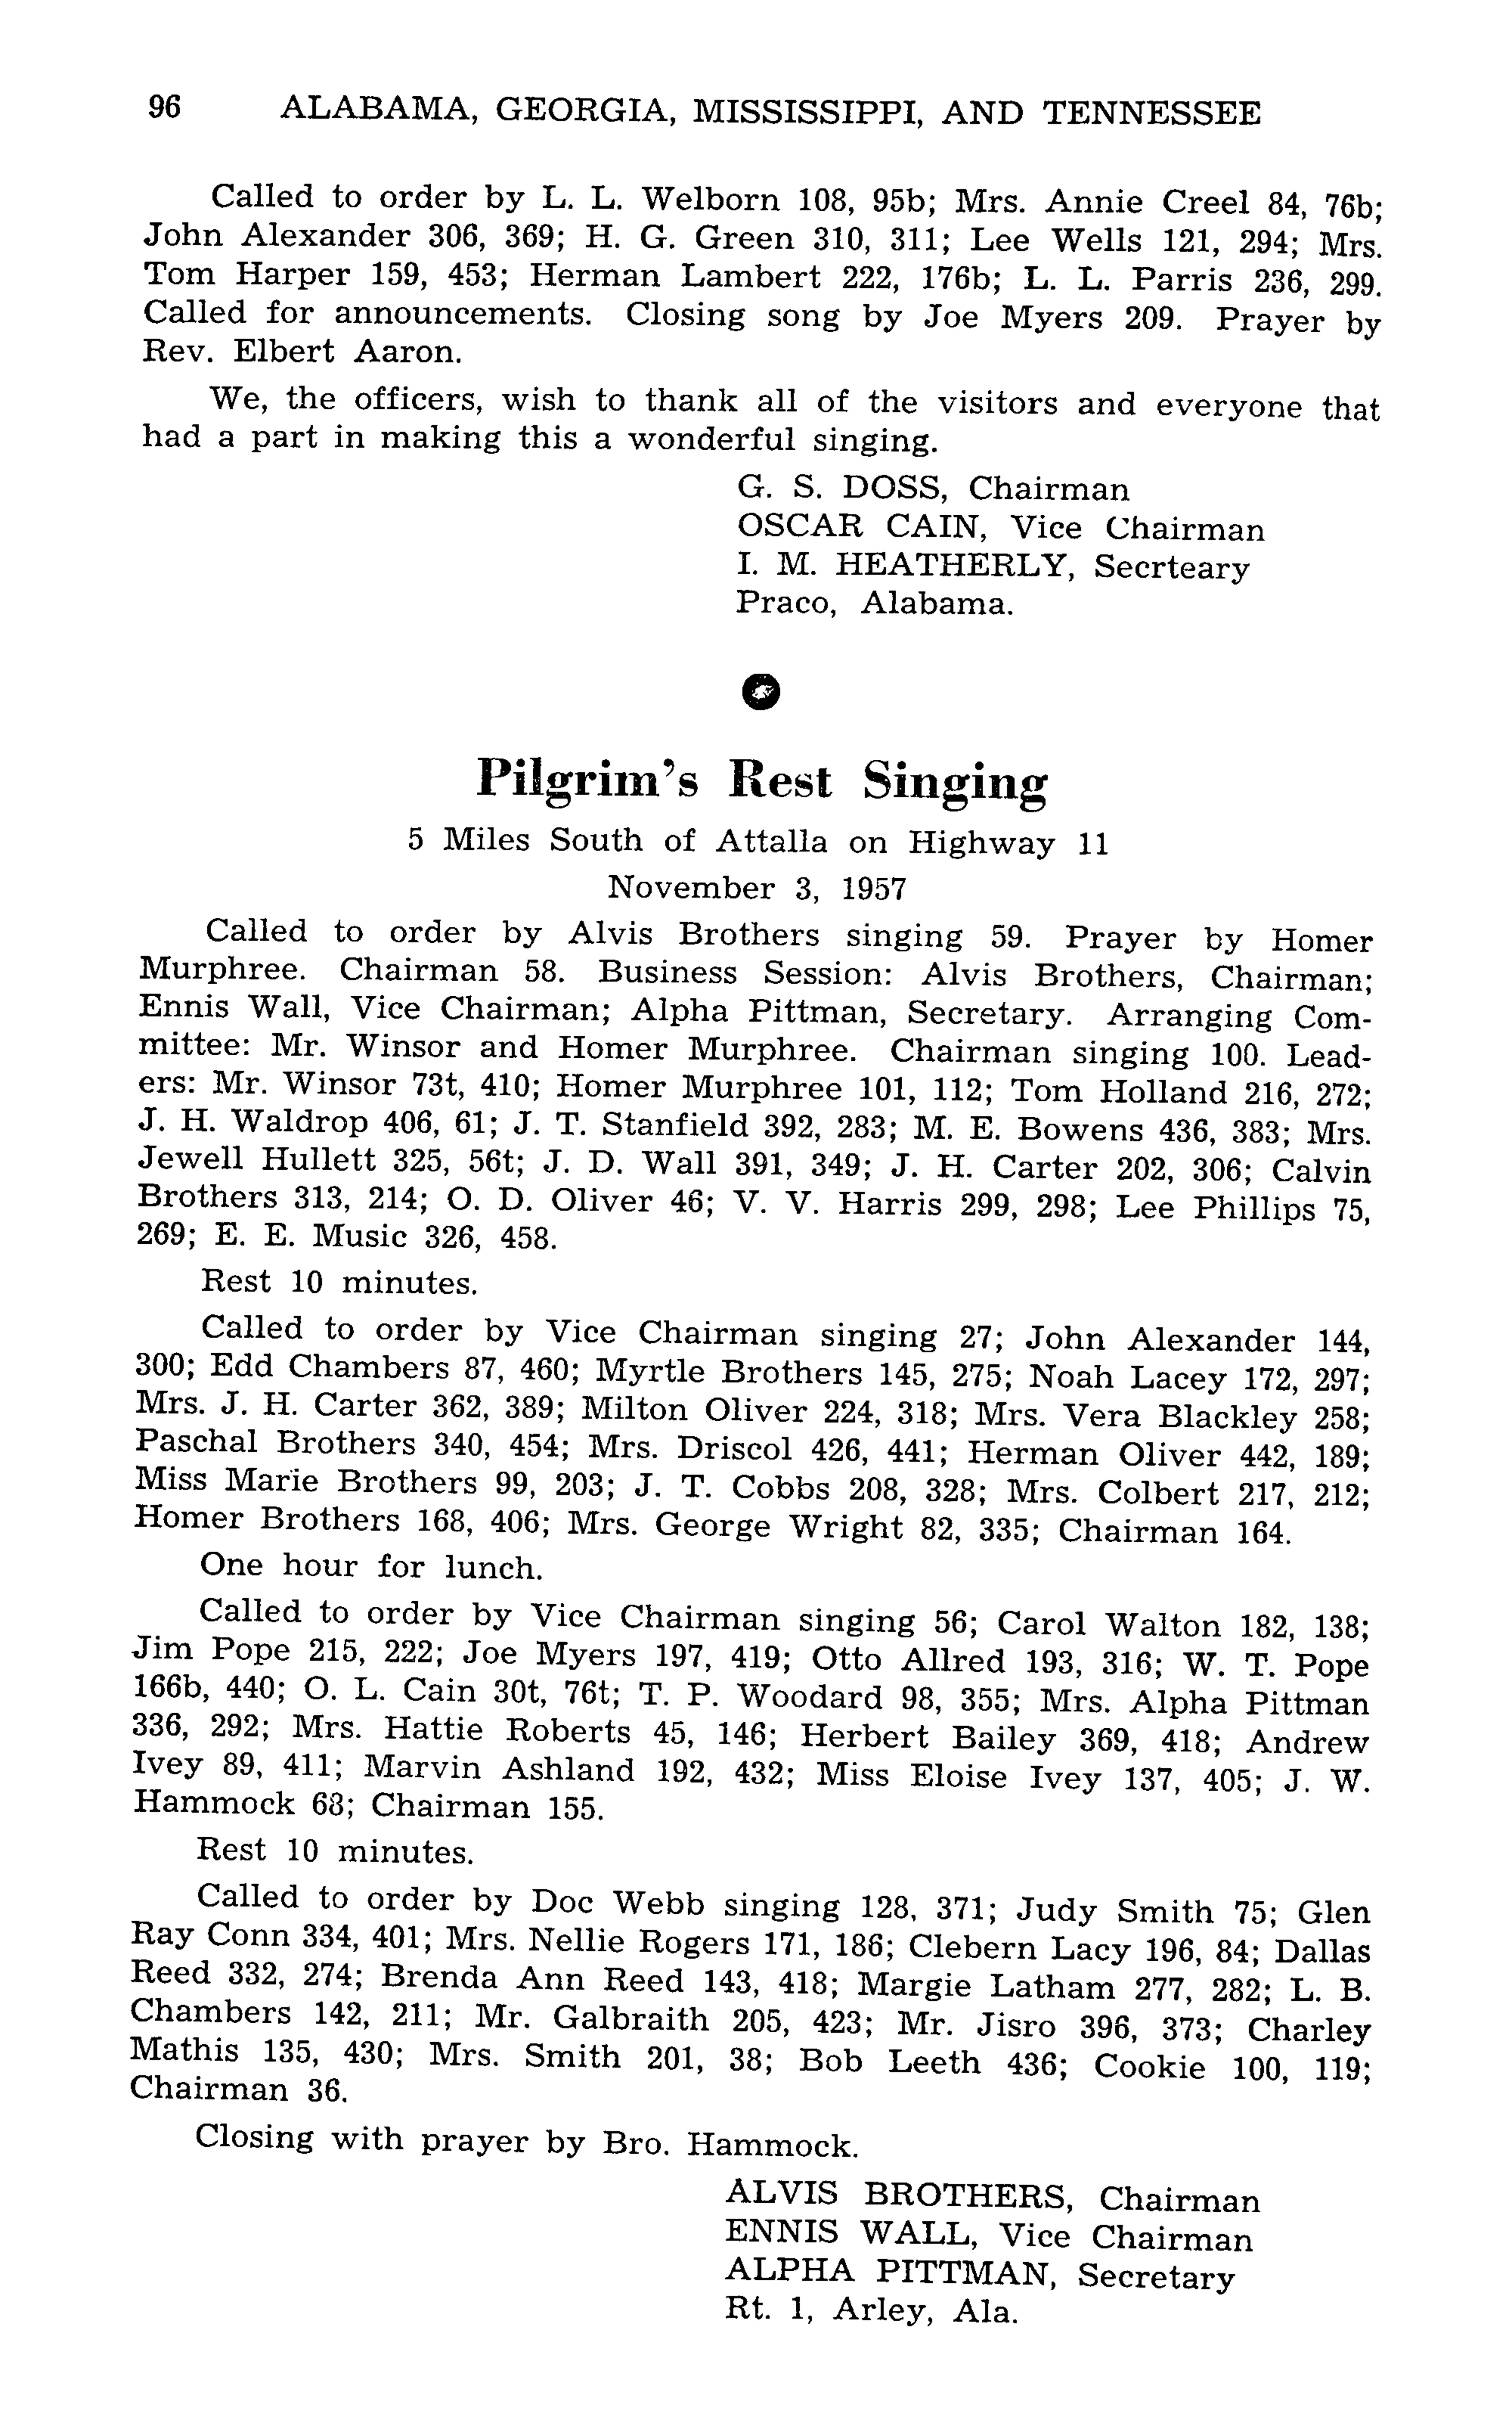 96 ALABAMA, GEORGIA, MISSISSIPPI, AND TENNESSEE
Called to order by L. L. Welborn 108, 95b; Mrs. Annie Creel 84, 76b;
John Alexander 306, 369; H. G. Green 310, 311; Lee Wells 121, 294; Mrs.
Tom Harper 159, 453; Herman Lambert 222, 176b; L. L. Parris 236, 299.
Called for announcements. Closing song by Joe Myers 209. Prayer by
Rev. Elbert Aaron.
We, the officers, wish to thank all of the visitors and everyone that
had a part in making this a wonderful singing.
G. S. DOSS, Chairman
OSCAR CAIN, Vice Chairman
I. M. HEATHERLY, Secrteary
Praco, Alabama.
Pilgrim's Rest Singing
5 Miles South of Attalla on Highway 11
November 3, 1957
Called to order by Alvis Brothers singing 59. Prayer by Homer
Murphree. Chairman 58. Business Session: Alvis Brothers, Chairman;
Ennis Wall, Vice Chairman; Alpha Pittman, Secretary. Arranging Com-
mittee: Mr. Winsor and Homer Murphree. Chairman singing 100. Lead-
ers: Mr. Winsor 73t, 410; Homer Murphree 101, 112; Tom Holland 216, 272;
J. H. Waldrop 406, 61; J. T. Stanfield 392, 283; M. E. Bowens 436, 383; Mrs.
Jewell Hullett 325, 56t; J. D. Wall 391, 349; J. H. Carter 202, 306; Calvin
Brothers 313, 214; O. D. Oliver 46; V. V. Harris 299, 298; Lee Phillips 75,
269; E. E. Music 326, 458.
Rest 10 minutes.
Called to order by Vice Chairman singing 27; John Alexander 144,
300; Edd Chambers 87, 460; Myrtle Brothers 145, 275; Noah Lacey 172, 297;
Mrs. J. H. Carter 362, 389; Milton Oliver 224, 318; Mrs. Vera Blackley 258;
Paschal Brothers 340, 454; Mrs. Driscol 426, 441; Herman Oliver 442, 189;
Miss Marie Brothers 99, 203; J. T. Cobbs 208, 328; Mrs. Colbert 217, 212;
Homer Brothers 168, 406; Mrs. George Wright 82, 335; Chairman 164.
One hour for lunch.
Called to order by Vice Chairman singing 56; Carol Walton 182, 138;
Jim Pope 215, 222; Joe Myers 197, 419; Otto Allred 193, 316; W. T. Pope
166b, 440; O. L. Cain 30t, 76t; T. P. Woodard 98, 355; Mrs. Alpha Pittman
336, 292; Mrs. Hattie Roberts 45, 146; Herbert Bailey 369, 418; Andrew
Ivey 89, 411; Marvin Ashland 192, 432; Miss Eloise Ivey 137, 405; J. W.
Hammock 68; Chairman 155.
Rest 10 minutes.
Called to order by Doc Webb singing 128, 371; Judy Smith 75; Glen
Ray Conn 334, 401; Mrs. Nellie Rogers 171, 186; Clebern Lacy 196, 84; Dallas
Reed 332, 274; Brenda Ann Reed 143, 418; Margie Latham 277, 282; L. B.
Chambers 142, 211; Mr. Galbraith 205, 423; Mr. Jisro 396, 373; Charley
Mathis 135, 430; Mrs. Smith 201, 38; Bob Leeth 436; Cookie 100, 119;
Chairman 36.
Closing with prayer by Bro. Hammock.
ALVIS BROTHERS, Chairman
ENNIS WALL, Vice Chairman
ALPHA PITTMAN, Secretary
Rt. 1, Arley, Ala.